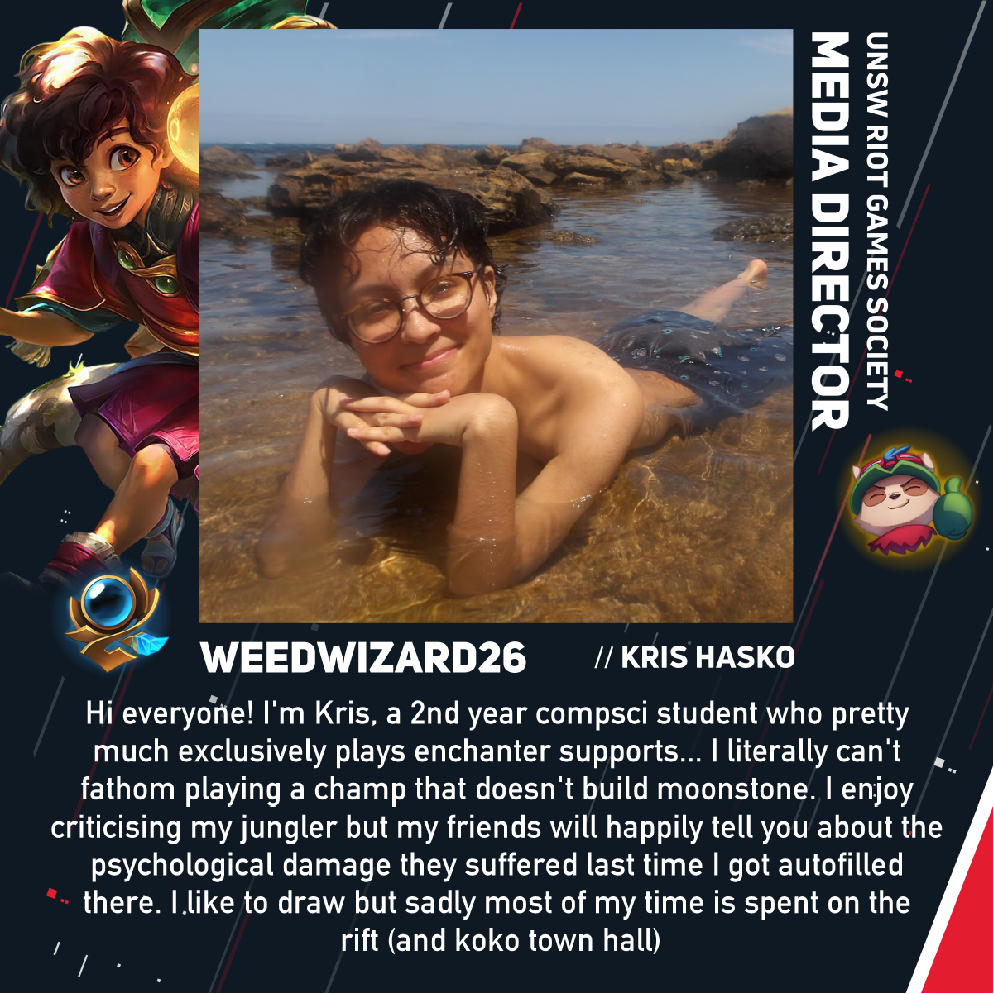 UNSW RIOT GAMES SOCIETY
MEDIA DIRECTOR
WEEDWIZARD26
// KRIS HASKO
Hi everyone! I'm Kris, a 2nd year compsci student who pretty
much exclusively plays enchanter supports... I literally can't
fathom playing a champ that doesn't build moonstone. I enjoy
criticising my jungler but my friends will happily tell you about the
psychological damage they suffered last time I got autofilled
there. I like to draw but sadly most of my time is spent on the
rift (and koko town hall)